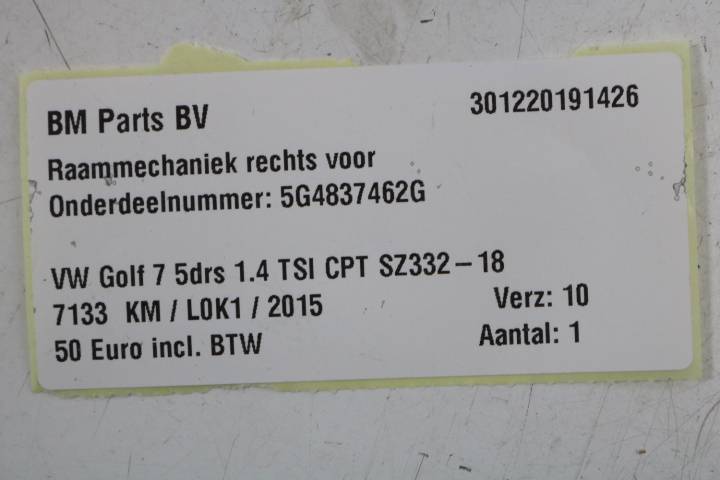 BM Parts BV 301220191426
Raammechaniek rechts voor
Onderdeelnummer: 5G4837462G
VW Golf 7 5drs 1.4 TSI CPT SZ332-18
7133 KM / L0K1 / 2015 Verz: 10
50 Euro incl. BTW Aantal: 1